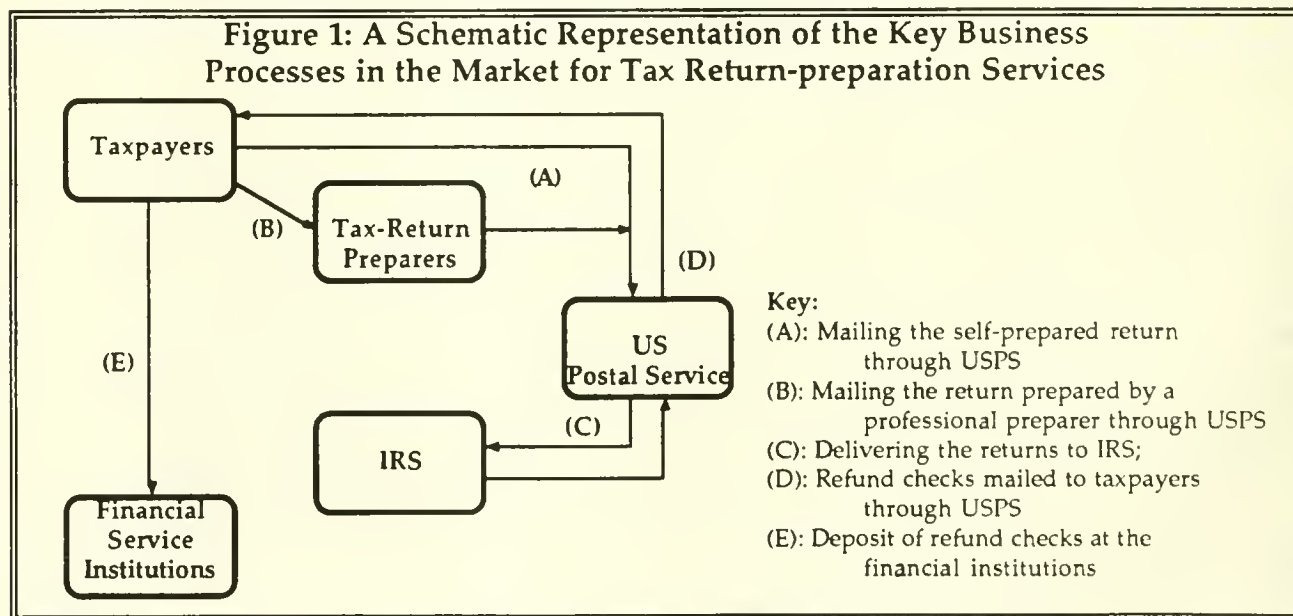 Figure 1: A Schematic Representation of the Key Business
Processes in the Market for Tax Return-preparation Services
Taxpayers
(A)
(B)
Tax-Return
Preparers
(D)
US
Postal Service
(E)
(C)
IRS
Financial
Service
Institutions
Key:
(A): Mailing the self-prepared return
through USPS
(B): Mailing the return prepared by a
professional preparer through USPS
(C): Delivering the returns to IRS;
(D): Refund checks mailed to taxpayers
through USPS
(E): Deposit of refund checks at the
financial institutions